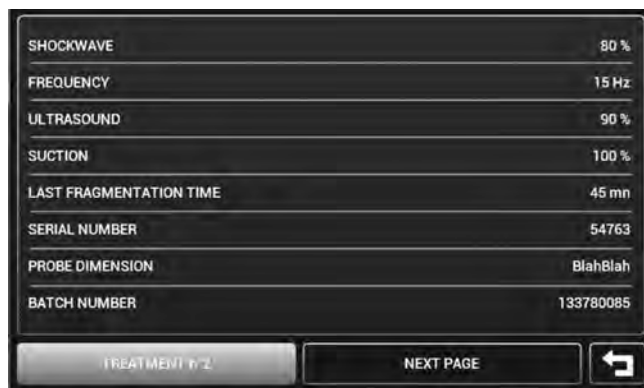 SHOCKWAVE 80 %
FREQUENCY 15 Hz
ULTRASOUND 90 %
SUCTION 100 %
LAST FRAGMENTATION TIME 45 mn
SERIAL NUMBER 54763
PROBE DIMENSION BlahBlah
BATCH NUMBER 133780085
TREATMENT n°2 NEXT PAGE